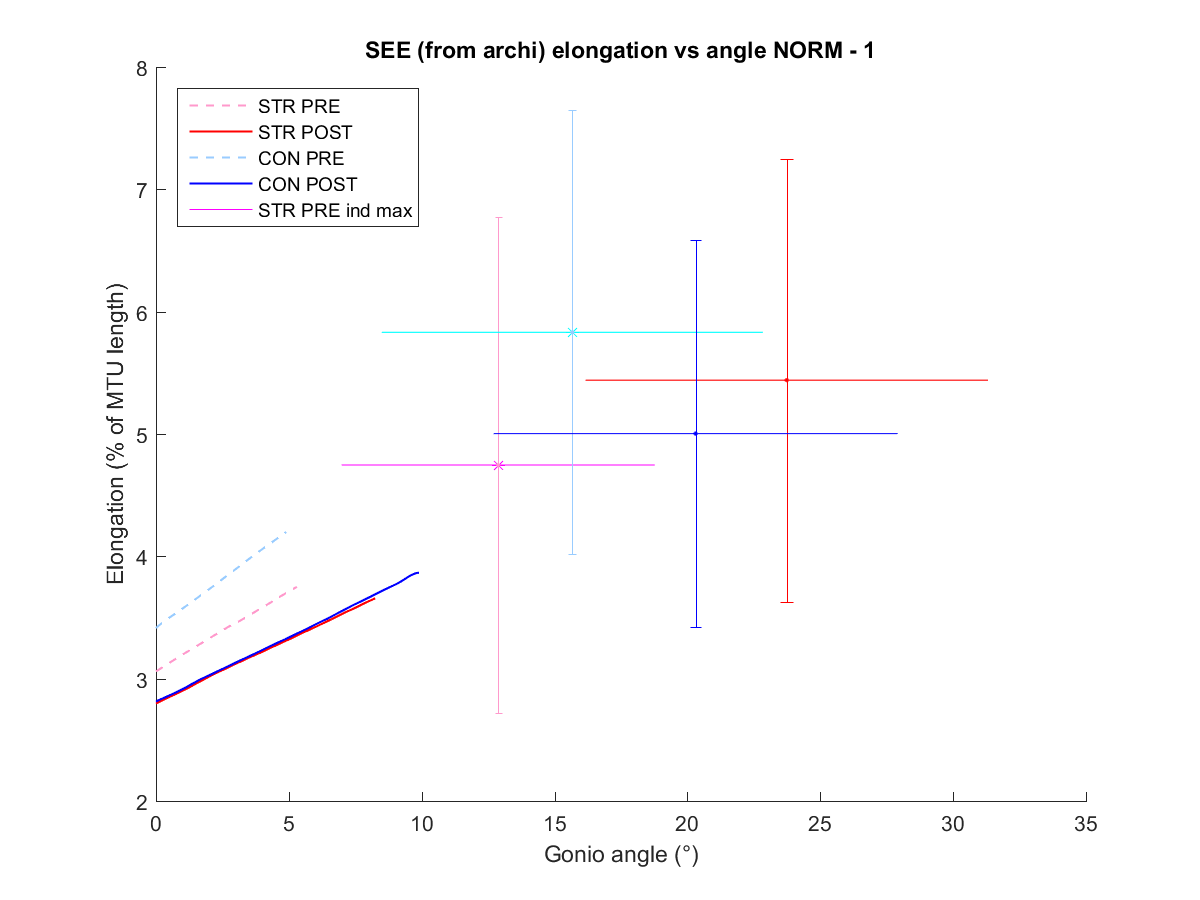 SEE (from archi) elongation vs angle NORM - 1
8
7
6
5
4
3
2
Elongation (% of MTU length)
STR PRE
STR POST
CON PRE
CON POST
STR PRE ind max
0 5 10 15 20 25 30 35
Gonio angle (°)